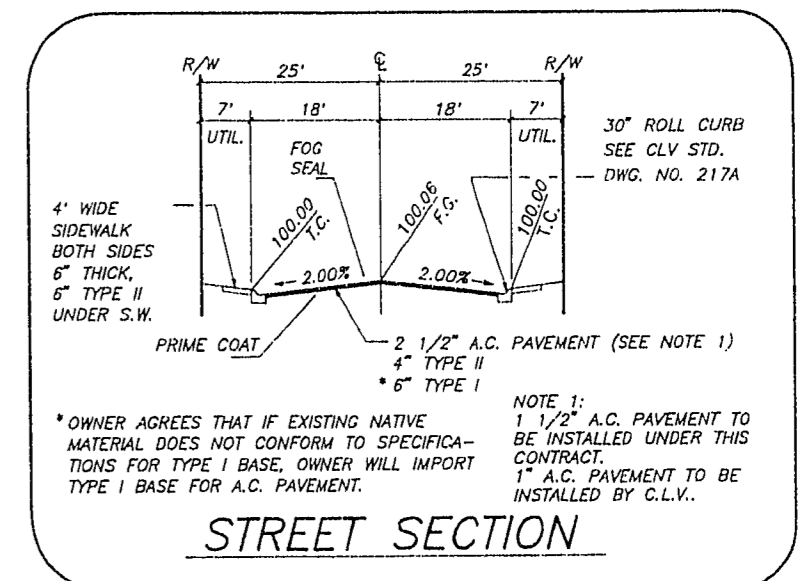 R/W ℄ R/W
25' 25'
7' 18' 18' 7'
UTIL. UTIL.
FOG
SEAL
30" ROLL CURB
SEE CLV STD.
DWG. NO. 217A
4' WIDE
SIDEWALK
BOTH SIDES
6" THICK,
6" TYPE II
UNDER S.W.
100.00
T.C.
100.06
F.G.
100.00
T.C.
2.00% 2.00%
PRIME COAT
2 1/2" A.C. PAVEMENT (SEE NOTE 1)
4" TYPE II
* 6" TYPE I
* OWNER AGREES THAT IF EXISTING NATIVE
MATERIAL DOES NOT CONFORM TO SPECIFICA-
TIONS FOR TYPE I BASE, OWNER WILL IMPORT
TYPE I BASE FOR A.C. PAVEMENT.
NOTE 1:
1 1/2" A.C. PAVEMENT TO
BE INSTALLED UNDER THIS
CONTRACT.
1" A.C. PAVEMENT TO BE
INSTALLED BY C.L.V..
STREET SECTION